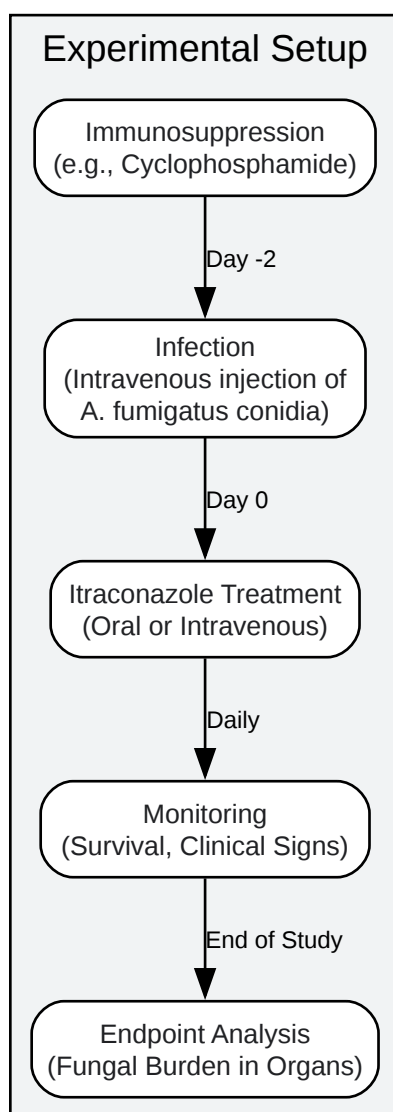 Experimental Setup
Immunosuppression
(e.g., Cyclophosphamide)
Day -2
Infection
(Intravenous injection of
A. fumigatus conidia)
Day 0
Itraconazole Treatment
(Oral or Intravenous)
Daily
Monitoring
(Survival, Clinical Signs)
End of Study
Endpoint Analysis
(Fungal Burden in Organs)